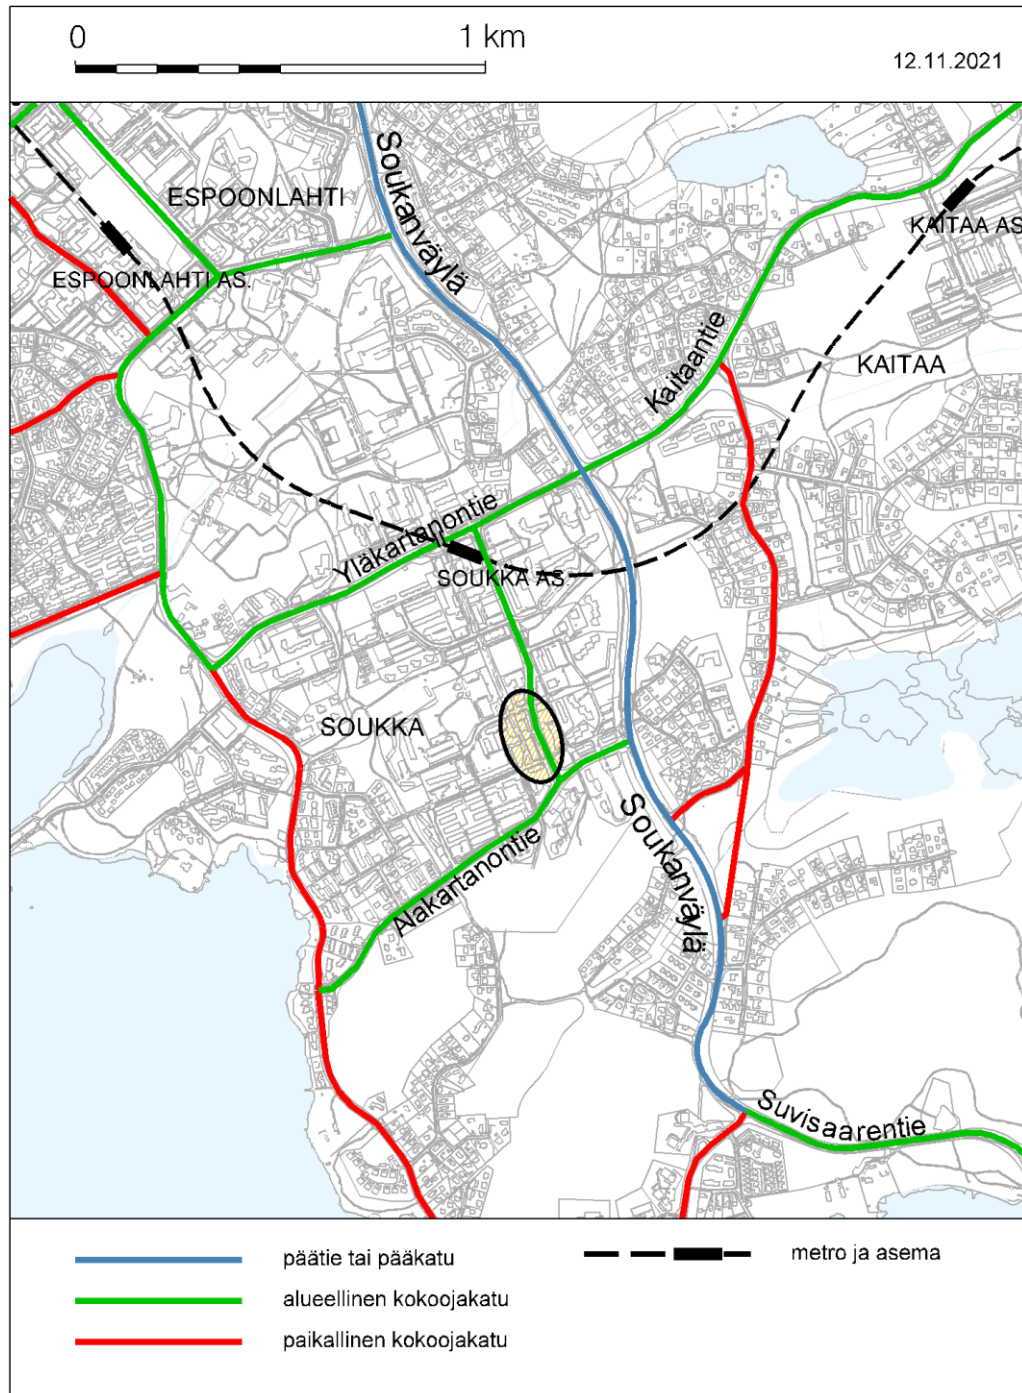 0
1 km
12.11.2021
Soukanväylä
ESPOONLAHTI
KAITAA AS
ESPOONLAHTI AS.
Kaitaantie
KAITAA
Yläkartanontie
SOUKKA AS
SOUKKA
Soukanväylä
Alakartanontie
Suvisaarentie
päätie tai pääkatu
metro ja asema
alueellinen kokoojakatu
paikallinen kokoojakatu